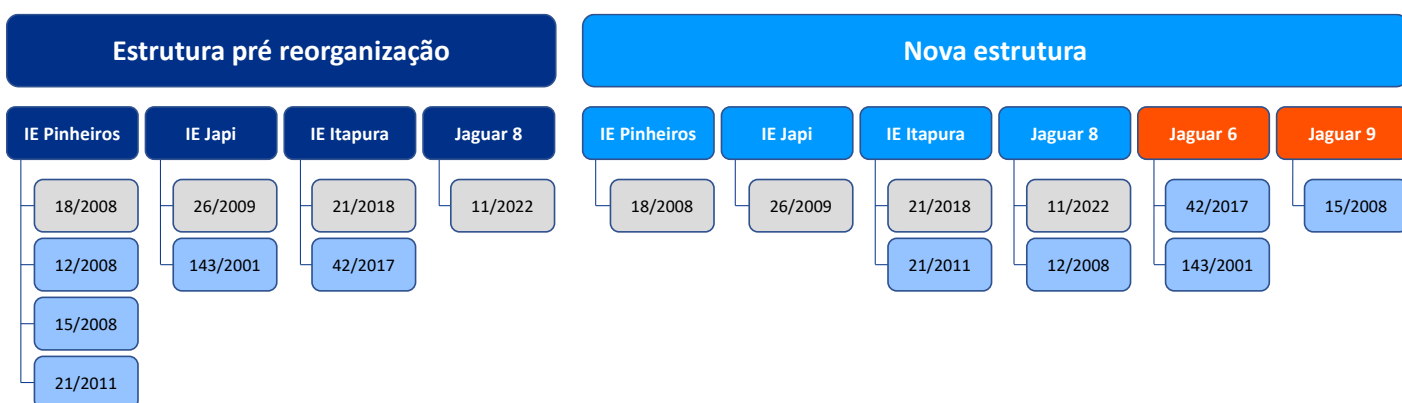 Estrutura pré reorganização
Nova estrutura
IE Pinheiros
IE Japi
IE Itapura
Jaguar 8
IE Pinheiros
IE Japi
IE Itapura
Jaguar 8
Jaguar 6
Jaguar 9
18/2008
26/2009
21/2018
11/2022
18/2008
26/2009
21/2018
11/2022
42/2017
15/2008
12/2008
143/2001
42/2017
21/2011
12/2008
143/2001
15/2008
21/2011